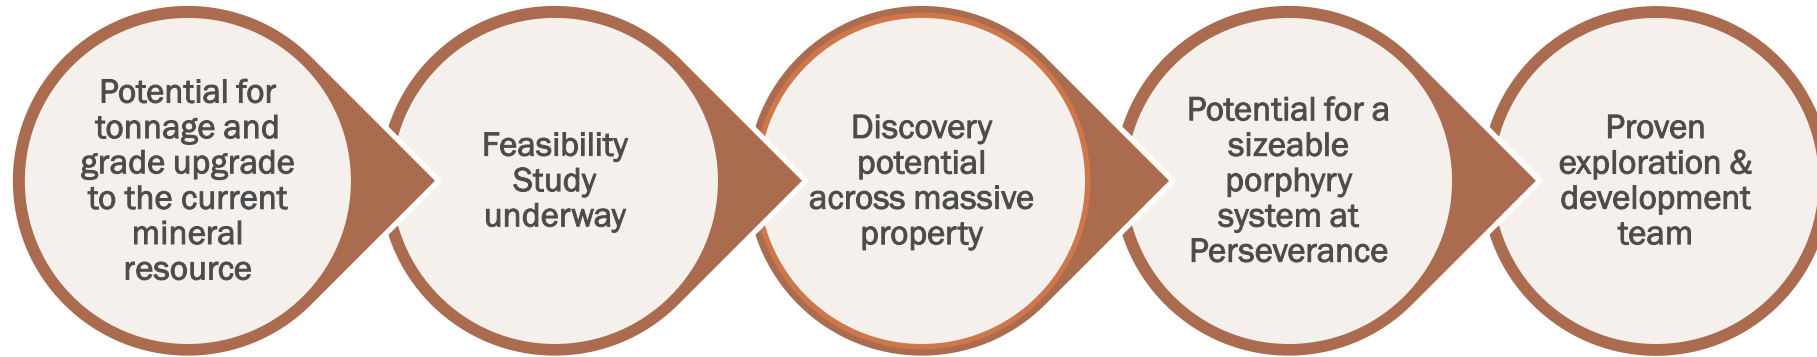 Potential for
tonnage and
grade upgrade
to the current
mineral
resource
Feasibility
Study
underway
Discovery
potential
across massive
property
Potential for a
sizeable
porphyry
system at
Perseverance
Proven
exploration &
development
team